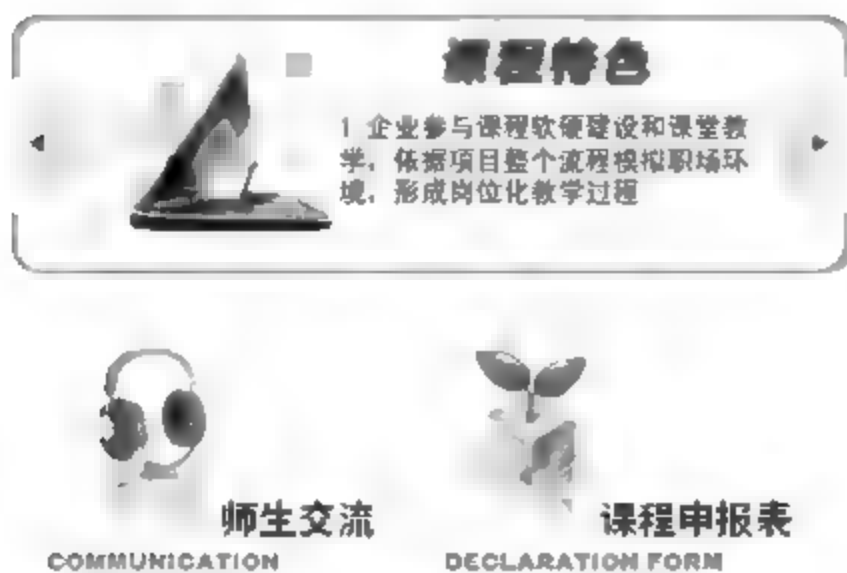 课程特色
1 企业参与课程软硬建设和课堂教
学，依据项目整个流程模拟职场环
境，形成岗位化教学过程
师生交流
课程申报表
COMMUNICATION
DECLARATION FORM